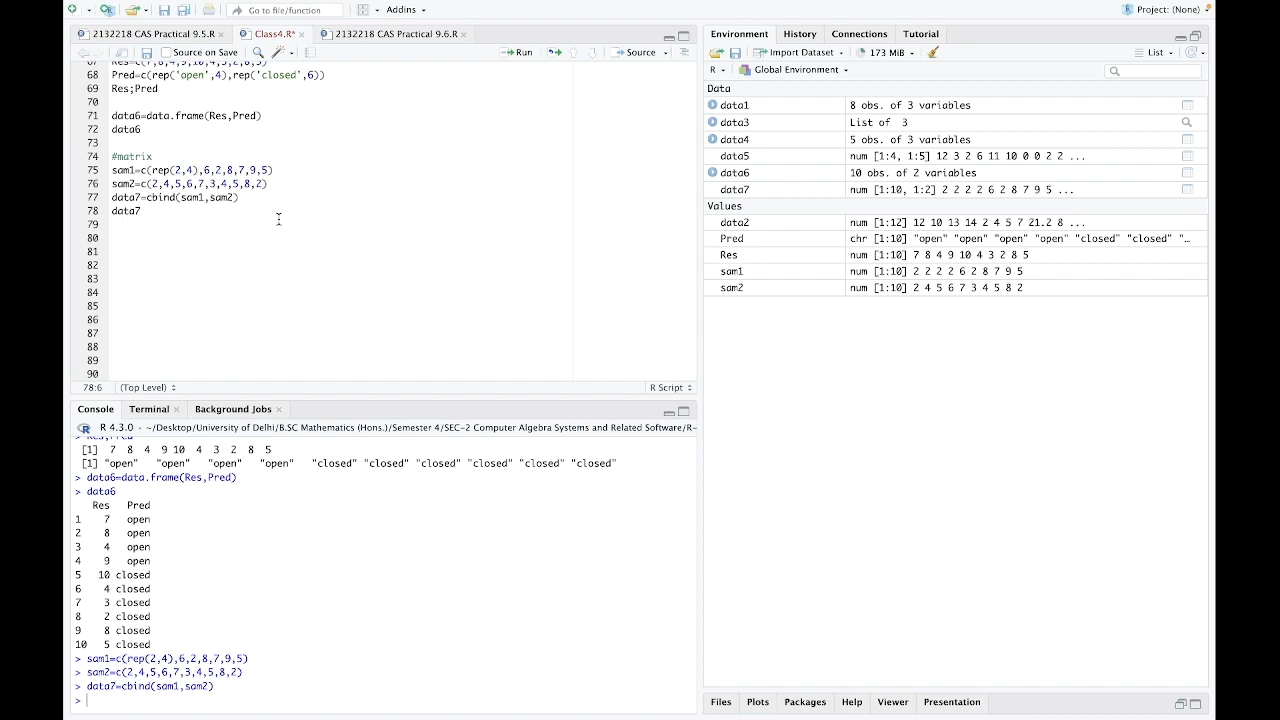 Go to file/function
Addins
Project: (None)
2132218 CAS Practical 9.5.R
Class4.R*
2132218 CAS Practical 9.6.R
Source on Save
Run
Source
67
68 Pred=c(rep('open',4),rep('closed',6))
69 Res;Pred
70
71 data6=data.frame(Res,Pred)
72 data6
73
74 #matrix
75 sam1=c(rep(2,4),6,2,8,7,9,5)
76 sam2=c(2,4,5,6,7,3,4,5,8,2)
77 data7=cbind(sam1,sam2)
78 data7
79
80
81
82
83
84
85
86
87
88
89
90
78:6 (Top Level) R Script
Console Terminal Background Jobs
R 4.3.0 · ~/Desktop/University of Delhi/B.SC Mathematics (Hons.)/Semester 4/SEC-2 Computer Algebra Systems and Related Software/R-
> Res;Pred
[1] 7 8 4 9 10 4 3 2 8 5
[1] "open" "open" "open" "open" "closed" "closed" "closed" "closed" "closed" "closed"
> data6=data.frame(Res,Pred)
> data6
Res Pred
1 7 open
2 8 open
3 4 open
4 9 open
5 10 closed
6 4 closed
7 3 closed
8 2 closed
9 8 closed
10 5 closed
> sam1=c(rep(2,4),6,2,8,7,9,5)
> sam2=c(2,4,5,6,7,3,4,5,8,2)
> data7=cbind(sam1,sam2)
>
Environment History Connections Tutorial
Import Dataset 173 MiB List
R Global Environment
Data
data1 8 obs. of 3 variables
data3 List of 3
data4 5 obs. of 3 variables
data5 num [1:4, 1:5] 12 3 2 6 11 10 0 0 2 2 ...
data6 10 obs. of 2 variables
data7 num [1:10, 1:2] 2 2 2 2 6 2 8 7 9 5 ...
Values
data2 num [1:12] 12 10 13 14 2 4 5 7 21.2 8 ...
Pred chr [1:10] "open" "open" "open" "open" "closed" "closed" "…
Res num [1:10] 7 8 4 9 10 4 3 2 8 5
sam1 num [1:10] 2 2 2 2 6 2 8 7 9 5
sam2 num [1:10] 2 4 5 6 7 3 4 5 8 2
Files Plots Packages Help Viewer Presentation